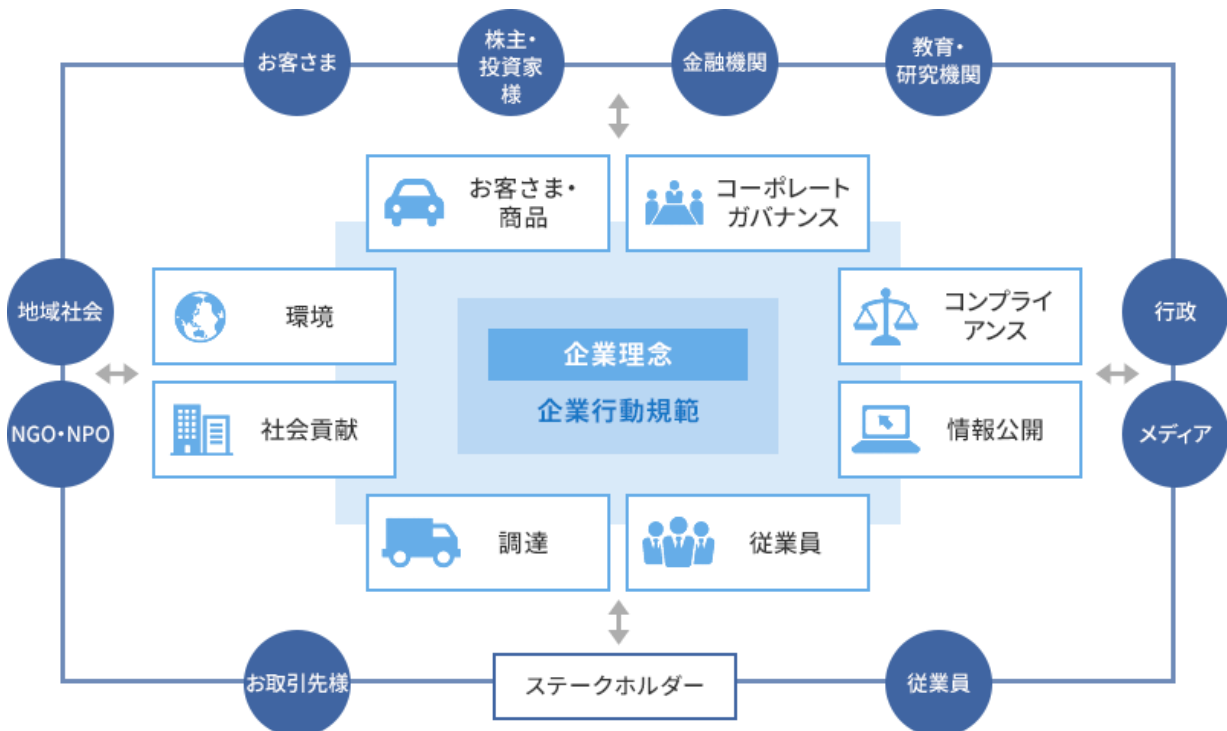 お客さま
株主・
投資家
様
金融機関
教育・
研究機関
お客さま・
商品
コーポレート
ガバナンス
地域社会
環境
コンプライ
アンス
行政
企業理念
企業行動規範
NGO・NPO
社会貢献
情報公開
メディア
調達
従業員
お取引先様
ステークホルダー
従業員